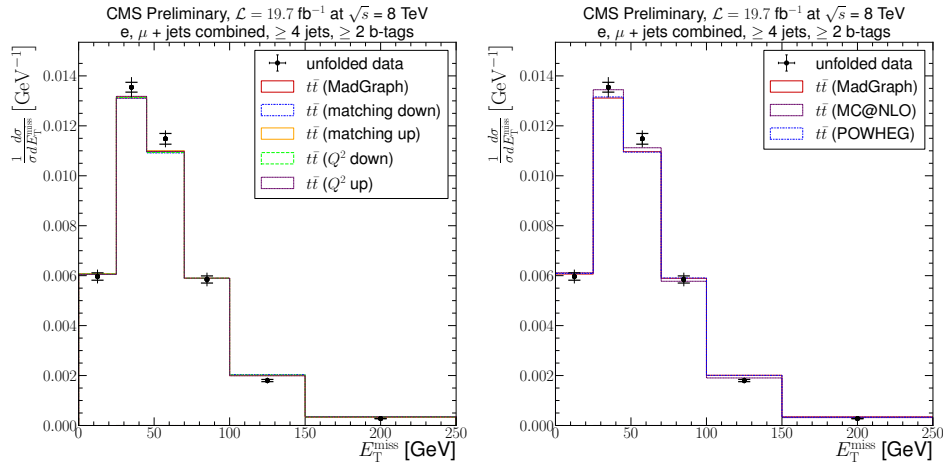 CMS Preliminary, ℒ = 19.7 fb⁻¹ at √s = 8 TeV
e, μ + jets combined, ≥ 4 jets, ≥ 2 b-tags
unfolded data
tt̄ (MadGraph)
tt̄ (matching down)
tt̄ (matching up)
tt̄ (Q² down)
tt̄ (Q² up)
1/σ dσ/dE_T^miss [GeV⁻¹]
0.014
0.012
0.010
0.008
0.006
0.004
0.002
0.000
0 50 100 150 200 250
E_T^miss [GeV]
CMS Preliminary, ℒ = 19.7 fb⁻¹ at √s = 8 TeV
e, μ + jets combined, ≥ 4 jets, ≥ 2 b-tags
unfolded data
tt̄ (MadGraph)
tt̄ (MC@NLO)
tt̄ (POWHEG)
1/σ dσ/dE_T^miss [GeV⁻¹]
0.014
0.012
0.010
0.008
0.006
0.004
0.002
0.000
0 50 100 150 200 250
E_T^miss [GeV]